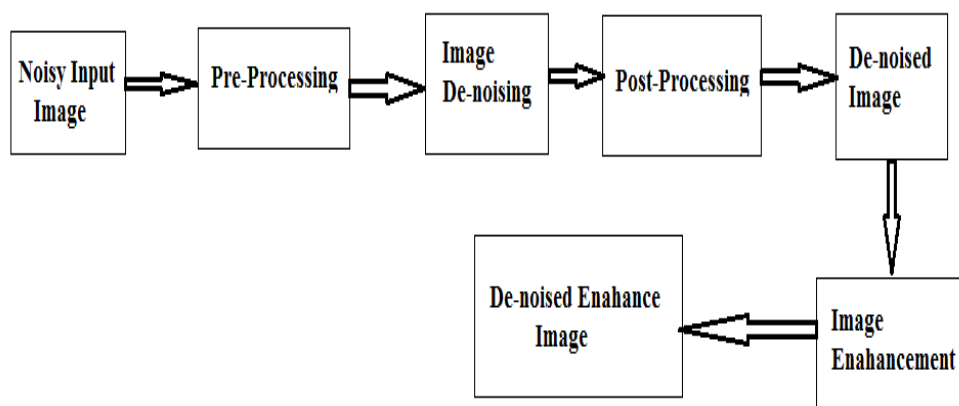 Noisy Input
Image
Pre-Processing
Image
De-noising
Post-Processing
De-noised
Image
Image
Enahancement
De-noised Enahance
Image